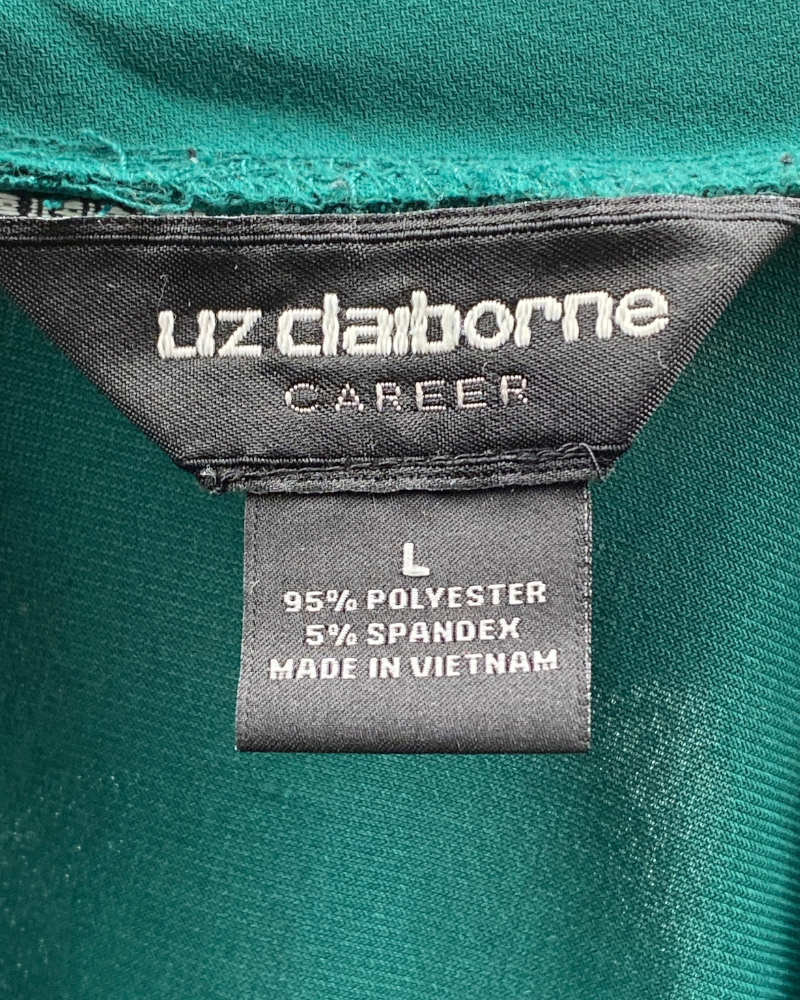 liz claiborne
CAREER
L
95% POLYESTER
5% SPANDEX
MADE IN VIETNAM